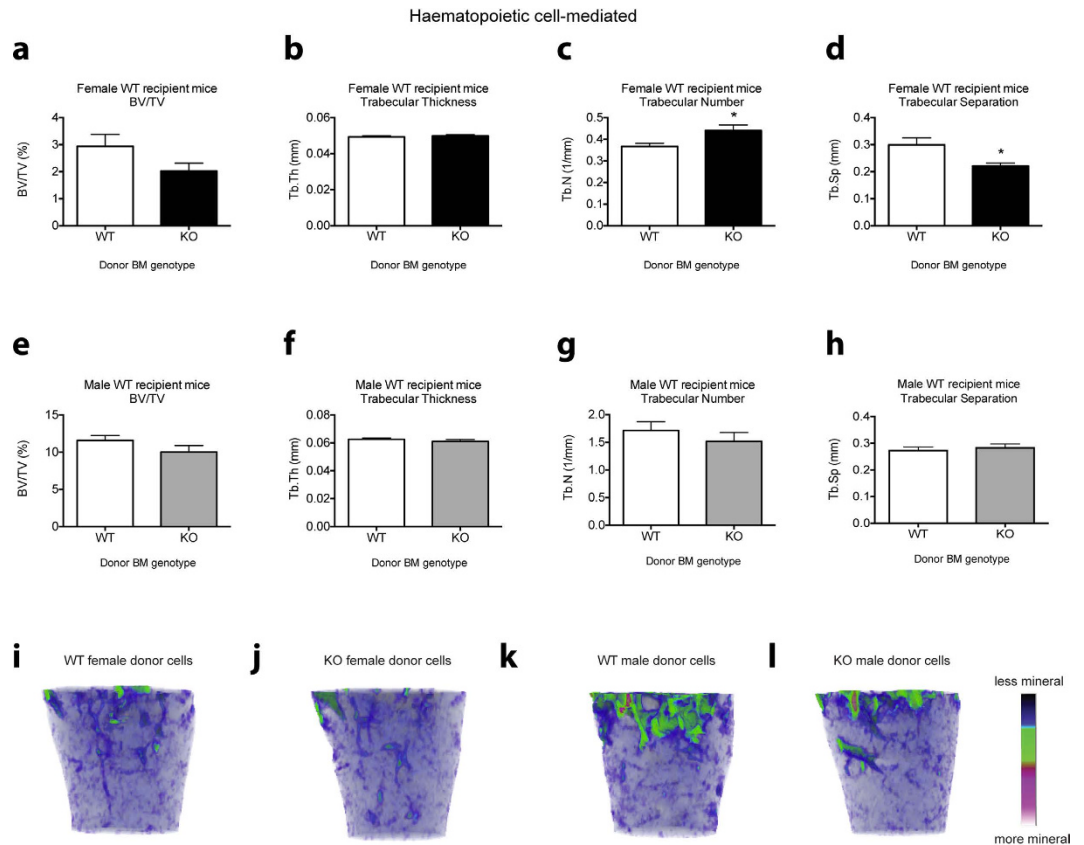 Haematopoietic cell-mediated
a
Female WT recipient mice
BV/TV
BV/TV (%)
5
4
3
2
1
0
WT
KO
Donor BM genotype
b
Female WT recipient mice
Trabecular Thickness
Tb.Th (mm)
0.06
0.04
0.02
0.00
WT
KO
Donor BM genotype
c
Female WT recipient mice
Trabecular Number
Tb.N (1/mm)
0.5
0.4
0.3
0.2
0.1
0.0
*
WT
KO
Donor BM genotype
d
Female WT recipient mice
Trabecular Separation
Tb.Sp (mm)
0.4
0.3
0.2
0.1
0.0
*
WT
KO
Donor BM genotype
e
Male WT recipient mice
BV/TV
BV/TV (%)
15
10
5
0
WT
KO
Donor BM genotype
f
Male WT recipient mice
Trabecular Thickness
Tb.Th (mm)
0.08
0.06
0.04
0.02
0.00
WT
KO
Donor BM genotype
g
Male WT recipient mice
Trabecular Number
Tb.N (1/mm)
2.0
1.5
1.0
0.5
0.0
WT
KO
Donor BM genotype
h
Male WT recipient mice
Trabecular Separation
Tb.Sp (mm)
0.4
0.3
0.2
0.1
0.0
WT
KO
Donor BM genotype
i
WT female donor cells
j
KO female donor cells
k
WT male donor cells
l
KO male donor cells
less mineral
more mineral